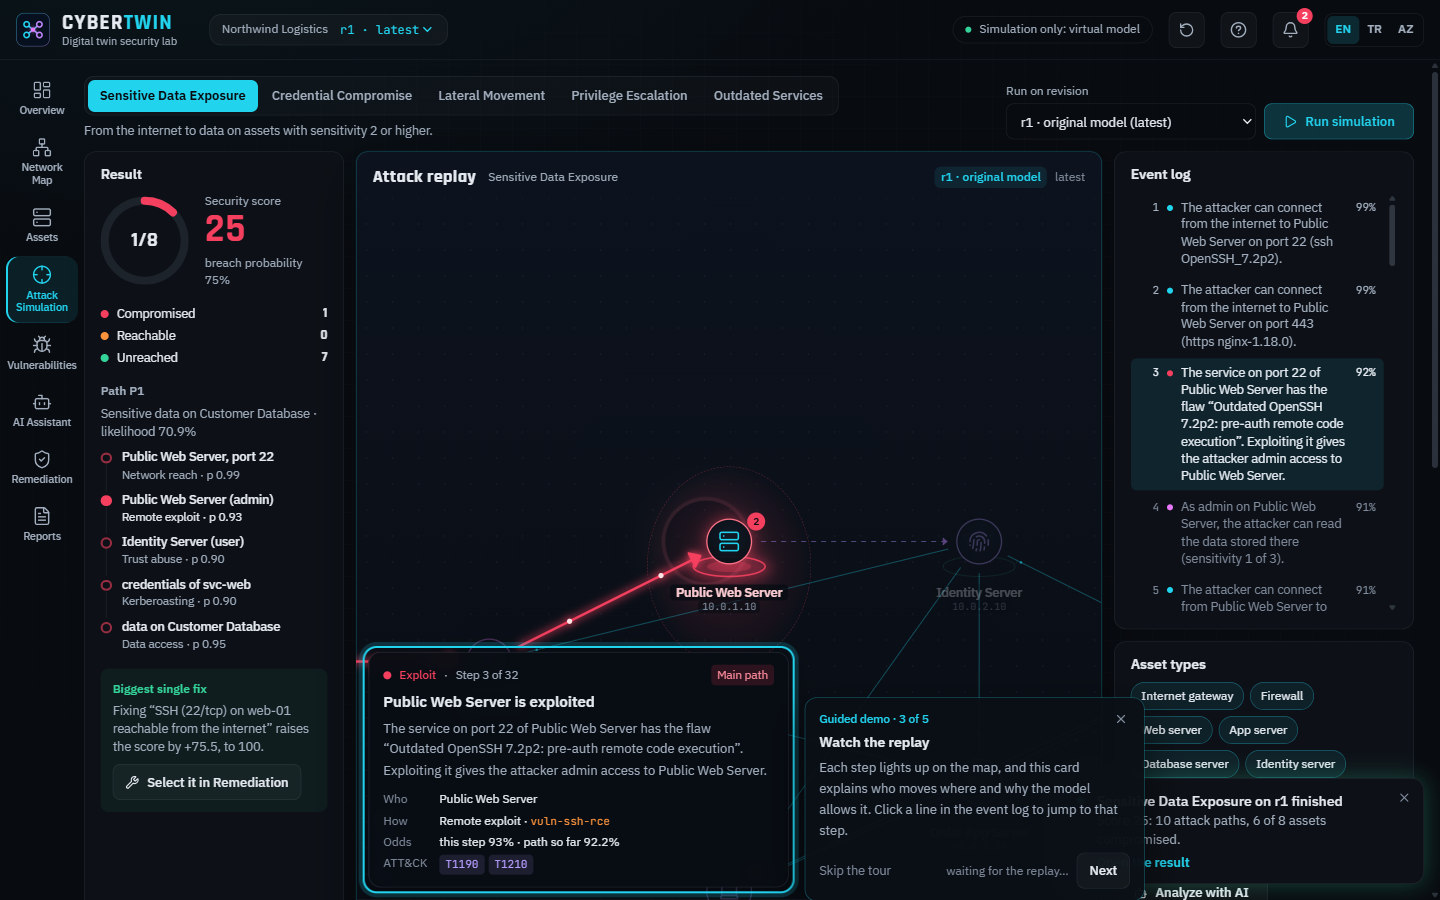 CYBERTWIN
Digital twin security lab
Northwind Logistics r1 · latest
Simulation only: virtual model
2
EN TR AZ
Overview
Network
Map
Assets
Attack
Simulation
Vulnerabilities
AI Assistant
Remediation
Reports
Sensitive Data Exposure
Credential Compromise
Lateral Movement
Privilege Escalation
Outdated Services
From the internet to data on assets with sensitivity 2 or higher.
Run on revision
r1 · original model (latest)
Run simulation
Result
1/8
Security score
25
breach probability
75%
Compromised 1
Reachable 0
Unreached 7
Path P1
Sensitive data on Customer Database ·
likelihood 70.9%
Public Web Server, port 22
Network reach · p 0.99
Public Web Server (admin)
Remote exploit · p 0.93
Identity Server (user)
Trust abuse · p 0.90
credentials of svc-web
Kerberoasting · p 0.90
data on Customer Database
Data access · p 0.95
Biggest single fix
Fixing “SSH (22/tcp) on web-01
reachable from the internet” raises
the score by +75.5, to 100.
Select it in Remediation
Attack replay Sensitive Data Exposure
r1 · original model latest
2
Public Web Server
10.0.1.10
Identity Server
10.0.2.10
Exploit · Step 3 of 32
Main path
Public Web Server is exploited
The service on port 22 of Public Web Server has the flaw
“Outdated OpenSSH 7.2p2: pre-auth remote code execution”.
Exploiting it gives the attacker admin access to Public Web Server.
Who Public Web Server
How Remote exploit · vuln-ssh-rce
Odds this step 93% · path so far 92.2%
ATT&CK T1190 T1210
Guided demo · 3 of 5
Watch the replay
Each step lights up on the map, and this card
explains who moves where and why the model
allows it. Click a line in the event log to jump to that
step.
Skip the tour
waiting for the replay...
Next
Event log
1 The attacker can connect 99%
from the internet to Public
Web Server on port 22 (ssh
OpenSSH_7.2p2).
2 The attacker can connect 99%
from the internet to Public
Web Server on port 443
(https nginx-1.18.0).
3 The service on port 22 of 92%
Public Web Server has the
flaw “Outdated OpenSSH
7.2p2: pre-auth remote code
execution”. Exploiting it gives
the attacker admin access to
Public Web Server.
4 As admin on Public Web 91%
Server, the attacker can read
the data stored there
(sensitivity 1 of 3).
5 The attacker can connect 91%
from Public Web Server to
Asset types
Internet gateway
Firewall
Web server
App server
Database server
Identity server
Data Exposure on r1 finished
: 10 attack paths, 6 of 8 assets
result
Analyze with AI